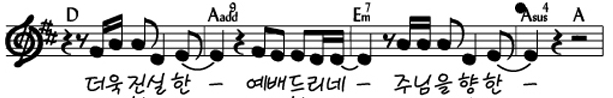 D Aadd9 Em7 Asus4 A
더욱 진실 한 - 예배드리네 - 주님을 향 한 -